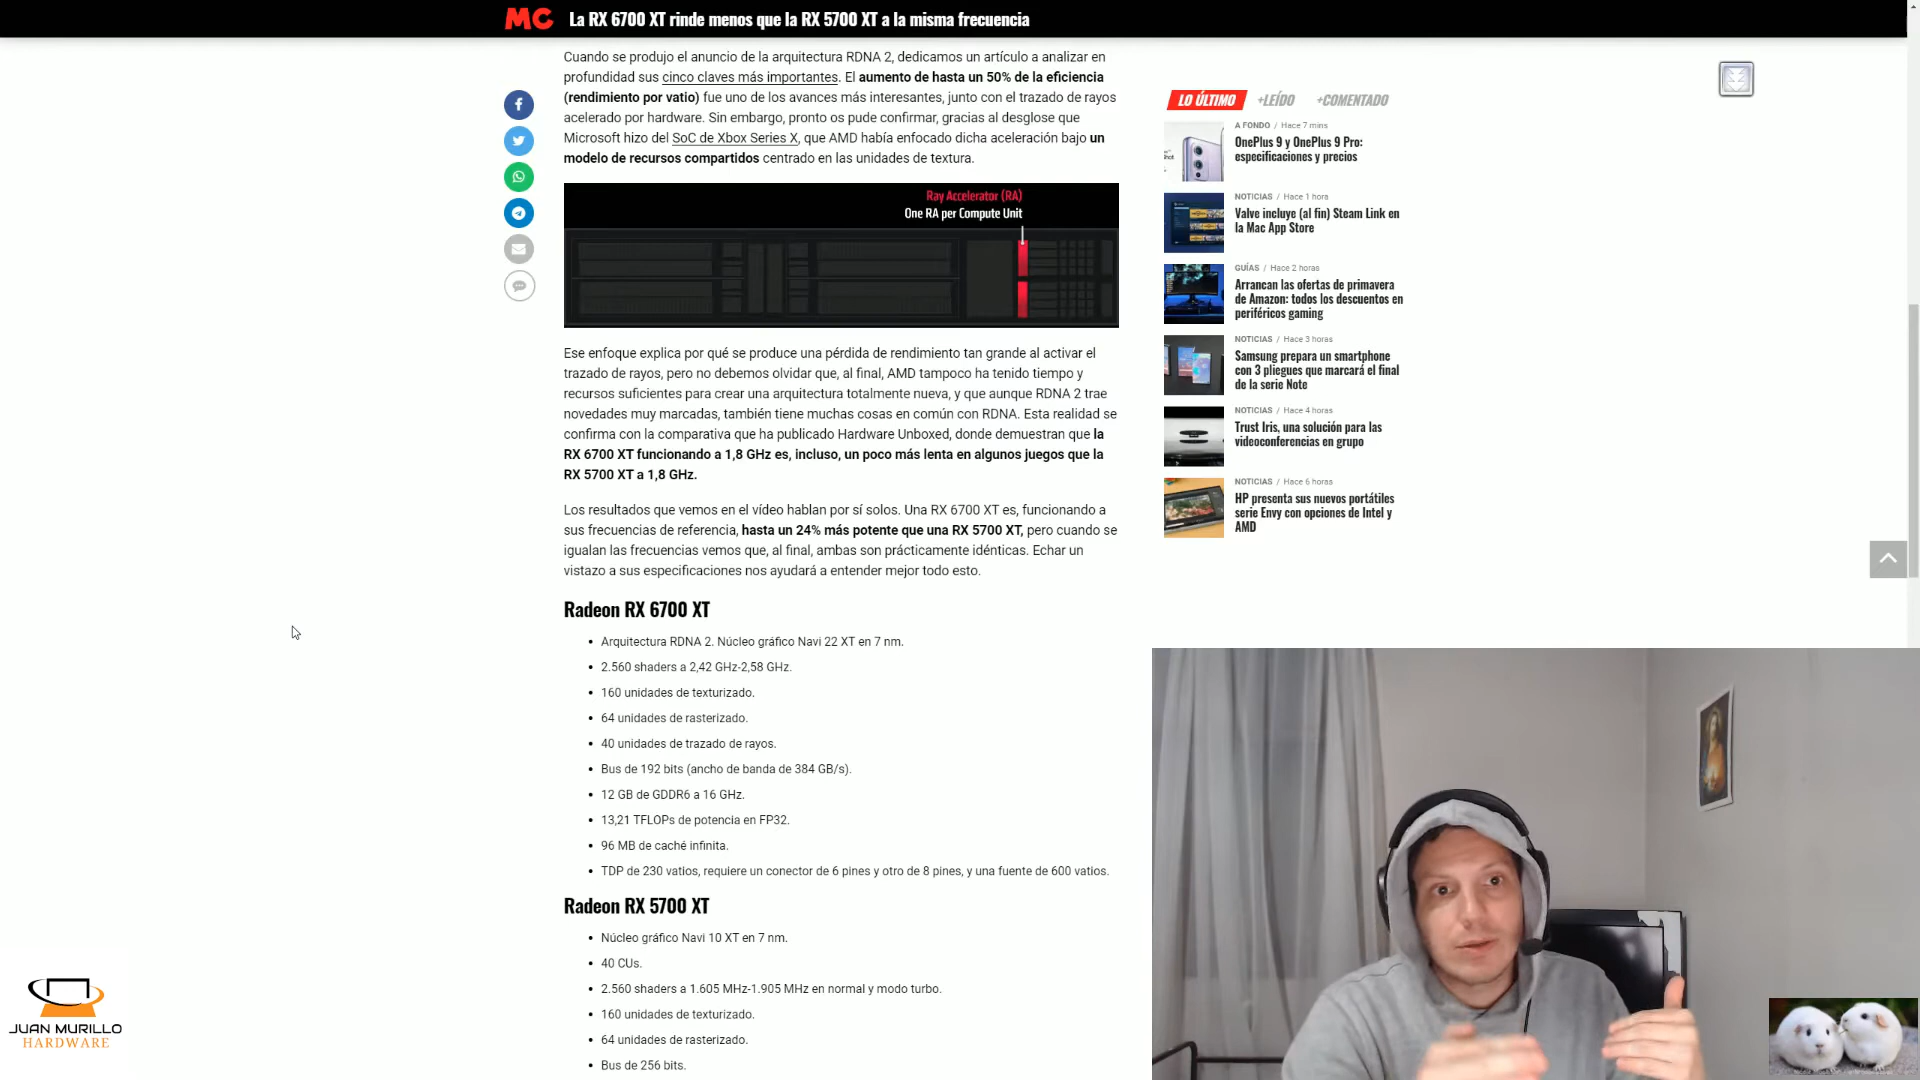 MC La RX 6700 XT rinde menos que la RX 5700 XT a la misma frecuencia
Cuando se produjo el anuncio de la arquitectura RDNA 2, dedicamos un artículo a analizar en
profundidad sus cinco claves más importantes. El aumento de hasta un 50% de la eficiencia
(rendimiento por vatio) fue uno de los avances más interesantes, junto con el trazado de rayos
acelerado por hardware. Sin embargo, pronto os pude confirmar, gracias al desglose que
Microsoft hizo del SoC de Xbox Series X, que AMD había enfocado dicha aceleración bajo un
modelo de recursos compartidos centrado en las unidades de textura.
Ray Accelerator (RA)
One RA per Compute Unit
Ese enfoque explica por qué se produce una pérdida de rendimiento tan grande al activar el
trazado de rayos, pero no debemos olvidar que, al final, AMD tampoco ha tenido tiempo y
recursos suficientes para crear una arquitectura totalmente nueva, y que aunque RDNA 2 trae
novedades muy marcadas, también tiene muchas cosas en común con RDNA. Esta realidad se
confirma con la comparativa que ha publicado Hardware Unboxed, donde demuestran que la
RX 6700 XT funcionando a 1,8 GHz es, incluso, un poco más lenta en algunos juegos que la
RX 5700 XT a 1,8 GHz.
Los resultados que vemos en el vídeo hablan por sí solos. Una RX 6700 XT es, funcionando a
sus frecuencias de referencia, hasta un 24% más potente que una RX 5700 XT, pero cuando se
igualan las frecuencias vemos que, al final, ambas son prácticamente idénticas. Echar un
vistazo a sus especificaciones nos ayudará a entender mejor todo esto.
Radeon RX 6700 XT
• Arquitectura RDNA 2. Núcleo gráfico Navi 22 XT en 7 nm.
• 2.560 shaders a 2,42 GHz-2,58 GHz.
• 160 unidades de texturizado.
• 64 unidades de rasterizado.
• 40 unidades de trazado de rayos.
• Bus de 192 bits (ancho de banda de 384 GB/s).
• 12 GB de GDDR6 a 16 GHz.
• 13,21 TFLOPs de potencia en FP32.
• 96 MB de caché infinita.
• TDP de 230 vatios, requiere un conector de 6 pines y otro de 8 pines, y una fuente de 600 vatios.
Radeon RX 5700 XT
• Núcleo gráfico Navi 10 XT en 7 nm.
• 40 CUs.
• 2.560 shaders a 1.605 MHz-1.905 MHz en normal y modo turbo.
• 160 unidades de texturizado.
• 64 unidades de rasterizado.
• Bus de 256 bits.
LO ÚLTIMO +LEÍDO +COMENTADO
A FONDO / Hace 7 mins
OnePlus 9 y OnePlus 9 Pro:
especificaciones y precios
NOTICIAS / Hace 1 hora
Valve incluye (al fin) Steam Link en
la Mac App Store
GUÍAS / Hace 2 horas
Arrancan las ofertas de primavera
de Amazon: todos los descuentos en
periféricos gaming
NOTICIAS / Hace 3 horas
Samsung prepara un smartphone
con 3 pliegues que marcará el final
de la serie Note
NOTICIAS / Hace 4 horas
Trust Iris, una solución para las
videoconferencias en grupo
NOTICIAS / Hace 6 horas
HP presenta sus nuevos portátiles
serie Envy con opciones de Intel y
AMD
JUAN MURILLO
HARDWARE